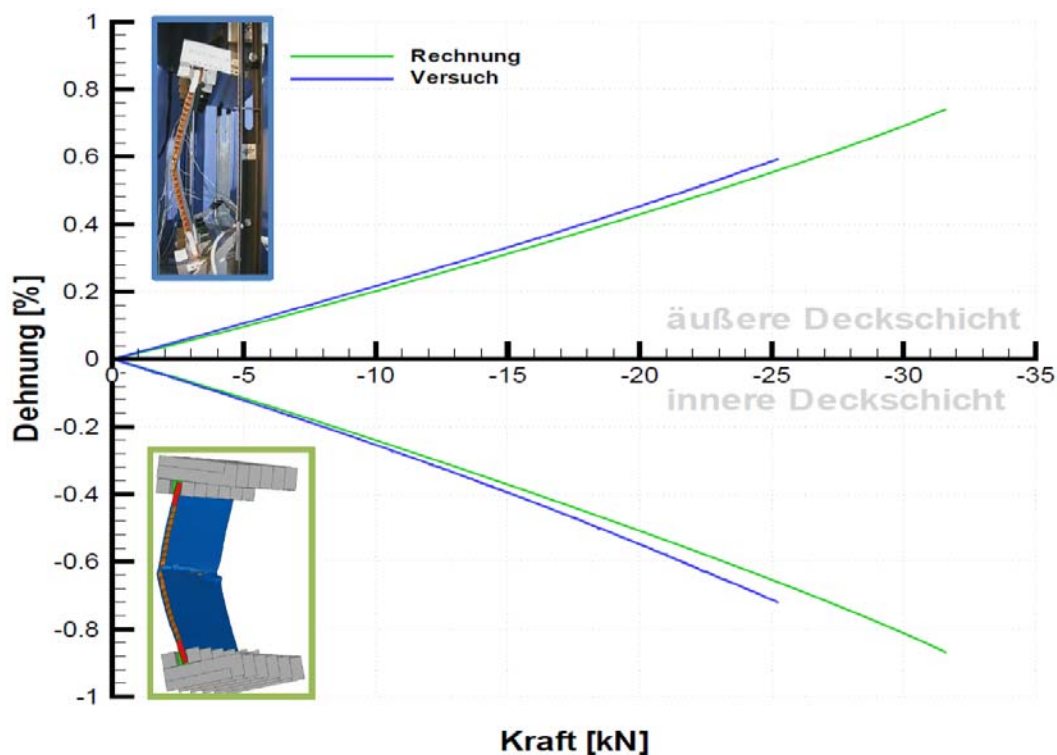 1
0.8
0.6
0.4
0.2
0
-0.2
-0.4
-0.6
-0.8
-1
Dehnung [%]
Rechnung
Versuch
äußere Deckschicht
0 -5 -10 -15 -20 -25 -30 -35
innere Deckschicht
Kraft [kN]